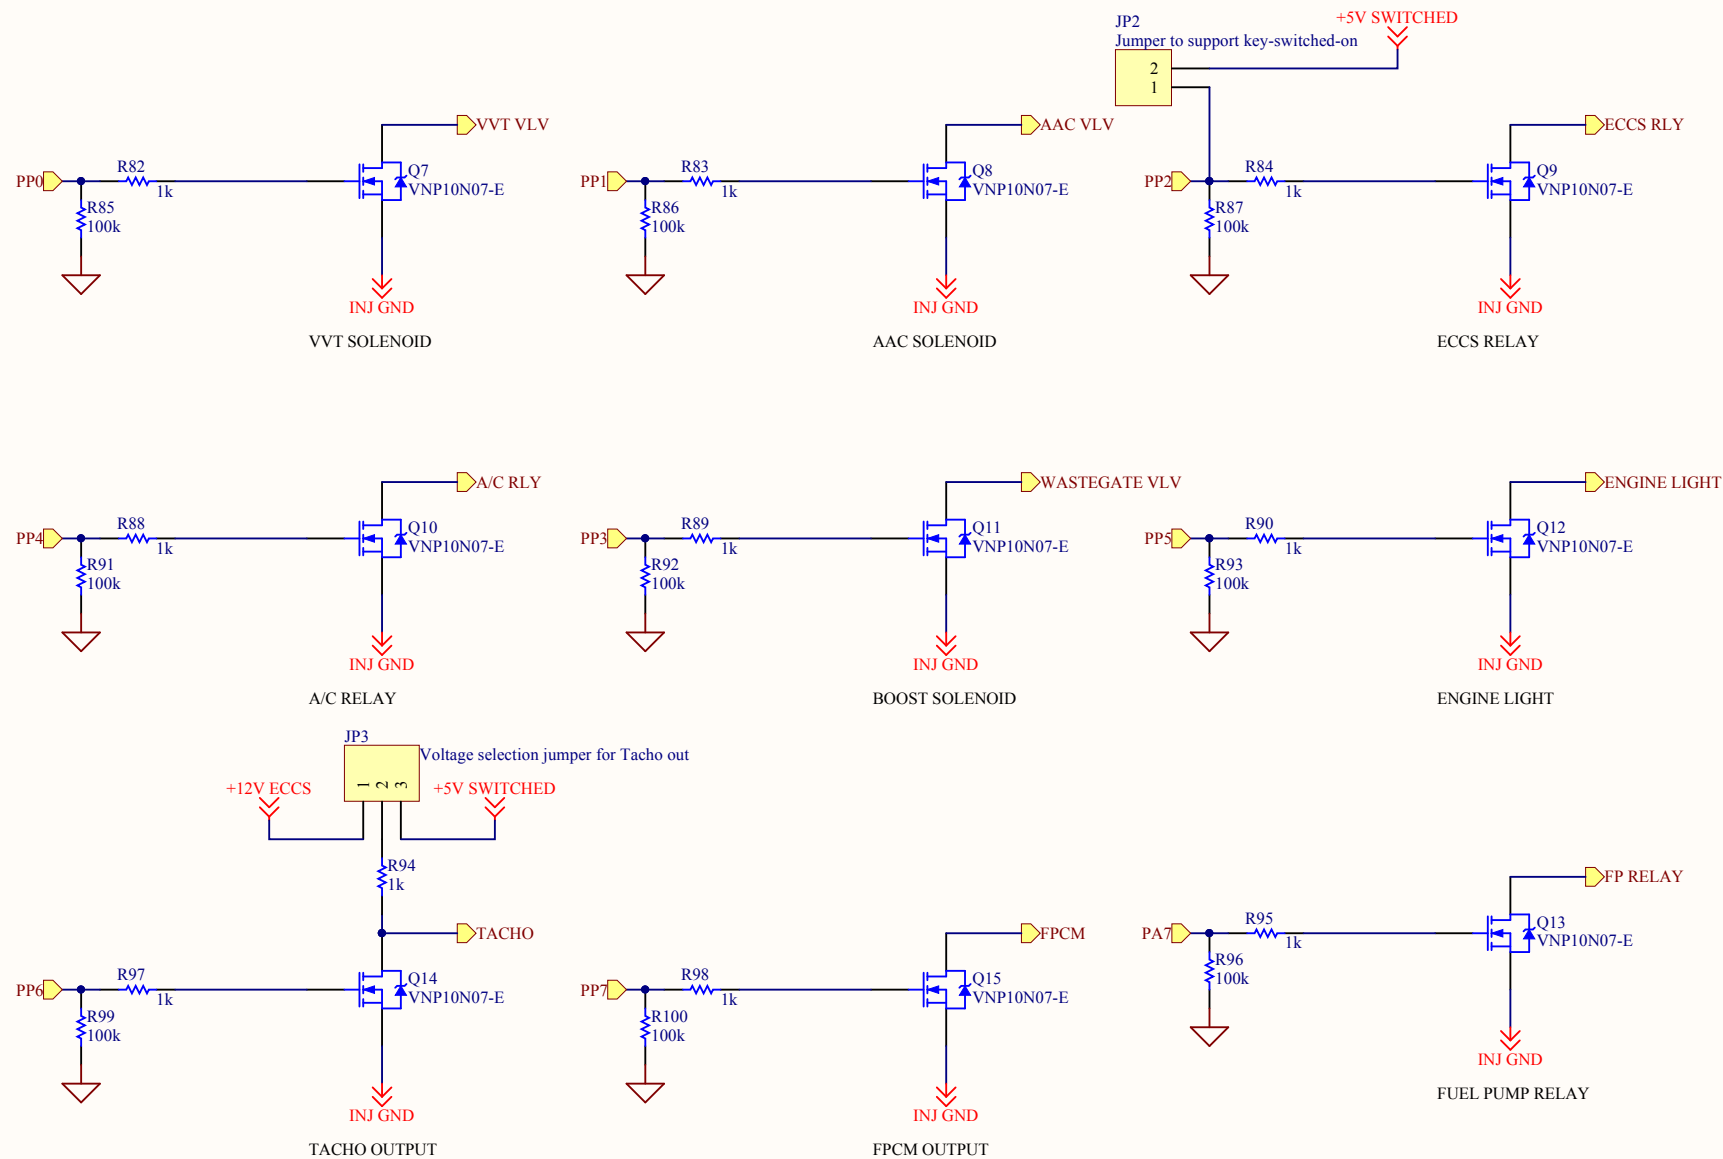 JP2
Jumper to support key-switched-on
+5V SWITCHED
2
1
VVT VLV
PP0
R82
1k
R85
100k
Q7
VNP10N07-E
INJ GND
VVT SOLENOID
AAC VLV
PP1
R83
1k
R86
100k
Q8
VNP10N07-E
INJ GND
AAC SOLENOID
ECCS RLY
PP2
R84
1k
R87
100k
Q9
VNP10N07-E
INJ GND
ECCS RELAY
A/C RLY
PP4
R88
1k
R91
100k
Q10
VNP10N07-E
INJ GND
A/C RELAY
WASTEGATE VLV
PP3
R89
1k
R92
100k
Q11
VNP10N07-E
INJ GND
BOOST SOLENOID
ENGINE LIGHT
PP5
R90
1k
R93
100k
Q12
VNP10N07-E
INJ GND
ENGINE LIGHT
JP3
Voltage selection jumper for Tacho out
1
2
3
+12V ECCS
+5V SWITCHED
R94
1k
TACHO
PP6
R97
1k
R99
100k
Q14
VNP10N07-E
INJ GND
TACHO OUTPUT
FPCM
PP7
R98
1k
R100
100k
Q15
VNP10N07-E
INJ GND
FPCM OUTPUT
FP RELAY
PA7
R95
1k
R96
100k
Q13
VNP10N07-E
INJ GND
FUEL PUMP RELAY